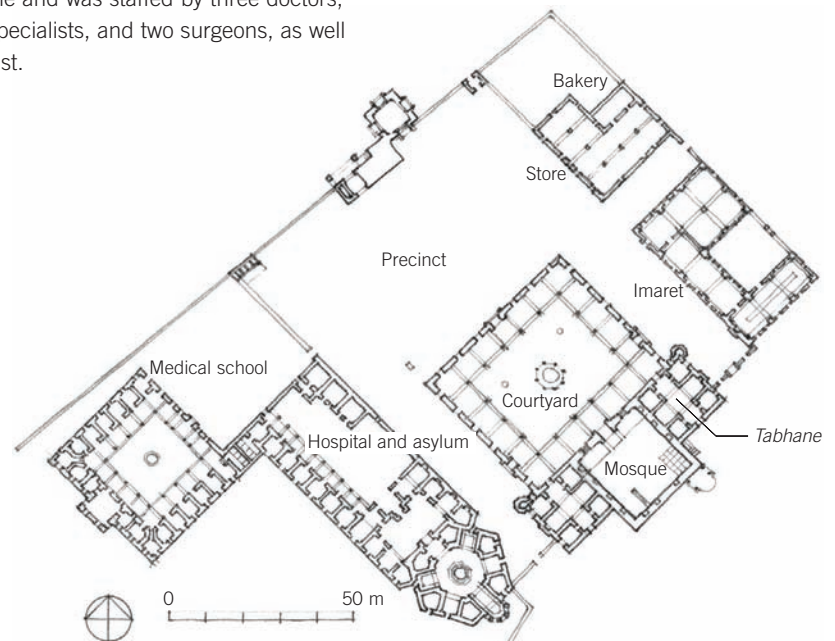 ne and was staffed by three doctors,
pecialists, and two surgeons, as well
st.
Bakery
Store
Precinct
Imaret
Medical school
Courtyard
Tabhane
Hospital and asylum
Mosque
0 50 m